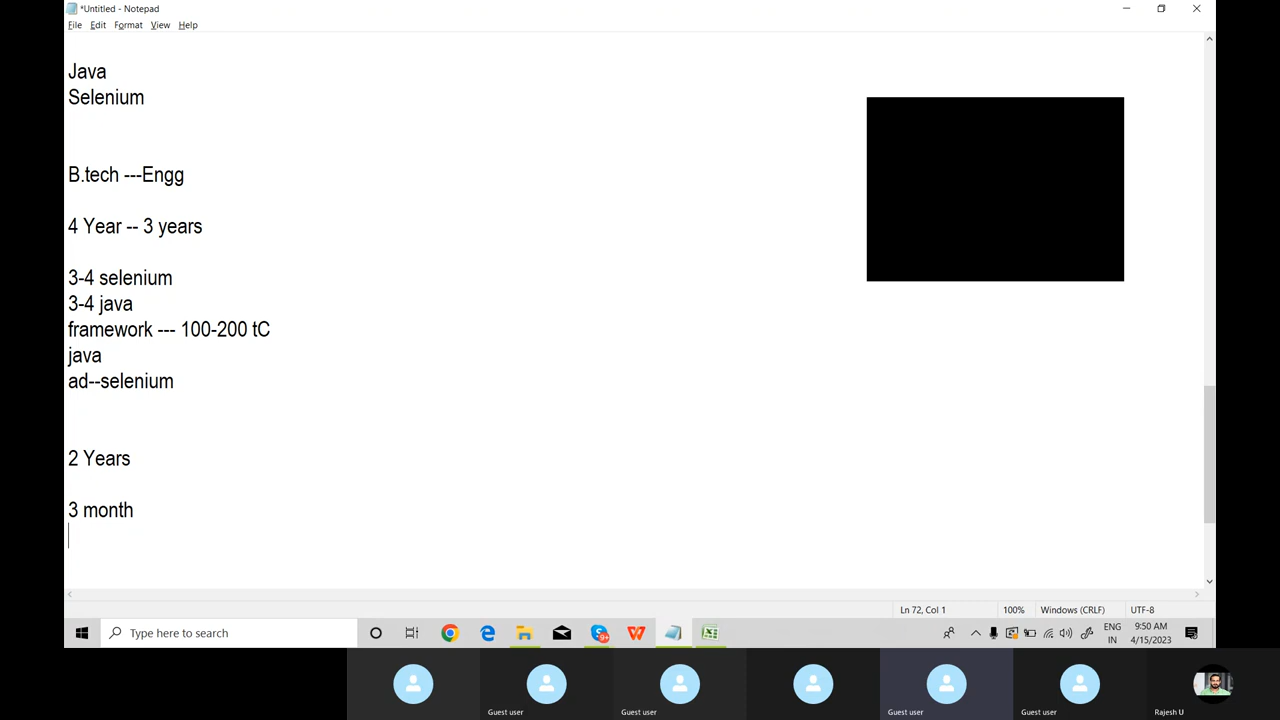 *Untitled - Notepad
File Edit Format View Help
Java
Selenium
B.tech ---Engg
4 Year -- 3 years
3-4 selenium
3-4 java
framework --- 100-200 tC
java
ad--selenium
2 Years
3 month
Ln 72, Col 1 100% Windows (CRLF) UTF-8
Type here to search
9+
ENG
IN
9:50 AM
4/15/2023
Guest user
Guest user
Guest user
Guest user
Rajesh U